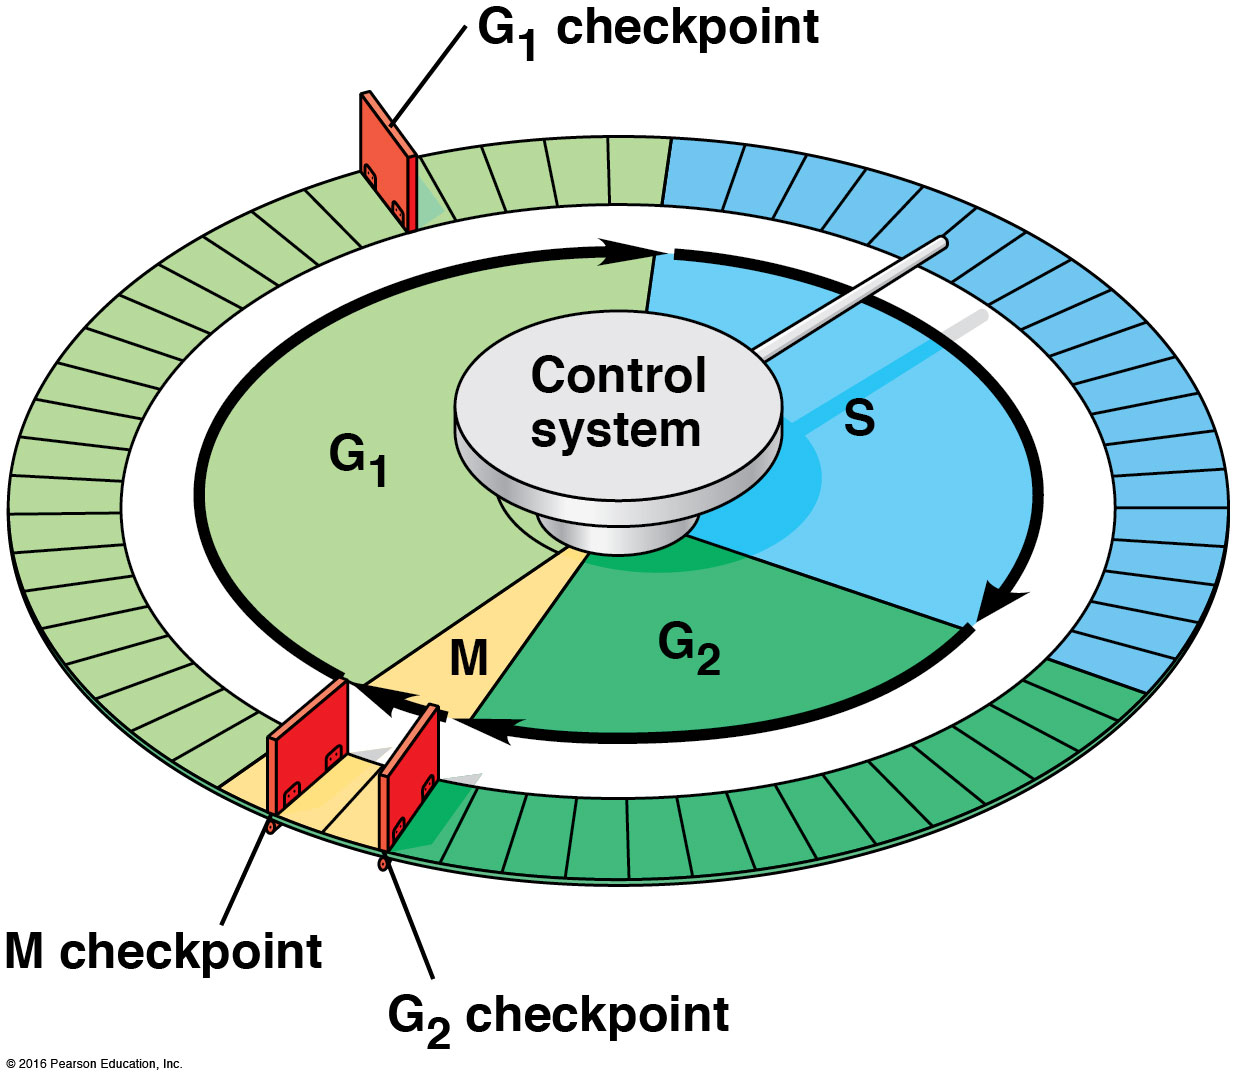 G₁ checkpoint
Control
system
S
G₁
M
G₂
M checkpoint
G₂ checkpoint
© 2016 Pearson Education, Inc.